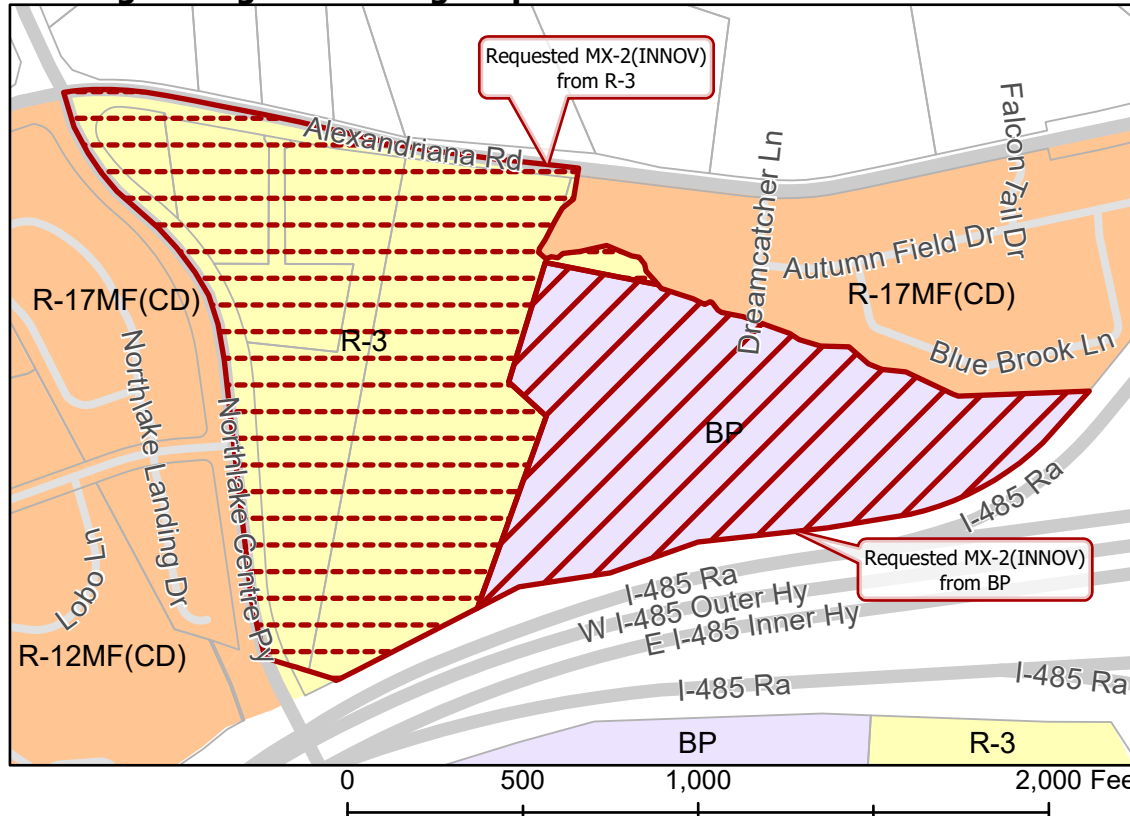 Requested MX-2(INNOV)
from R-3
Alexandriana Rd
Dreamcatcher Ln
Falcon Tail Dr
Autumn Field Dr
R-17MF(CD)
Blue Brook Ln
R-17MF(CD)
R-3
Northlake Landing Dr
Northlake Centre Py
BP
I-485 Ra
Requested MX-2(INNOV)
from BP
Lobo Ln
I-485 Ra
W I-485 Outer Hy
E I-485 Inner Hy
R-12MF(CD)
I-485 Ra
I-485 Ra
BP
R-3
0 500 1,000 2,000 Fee